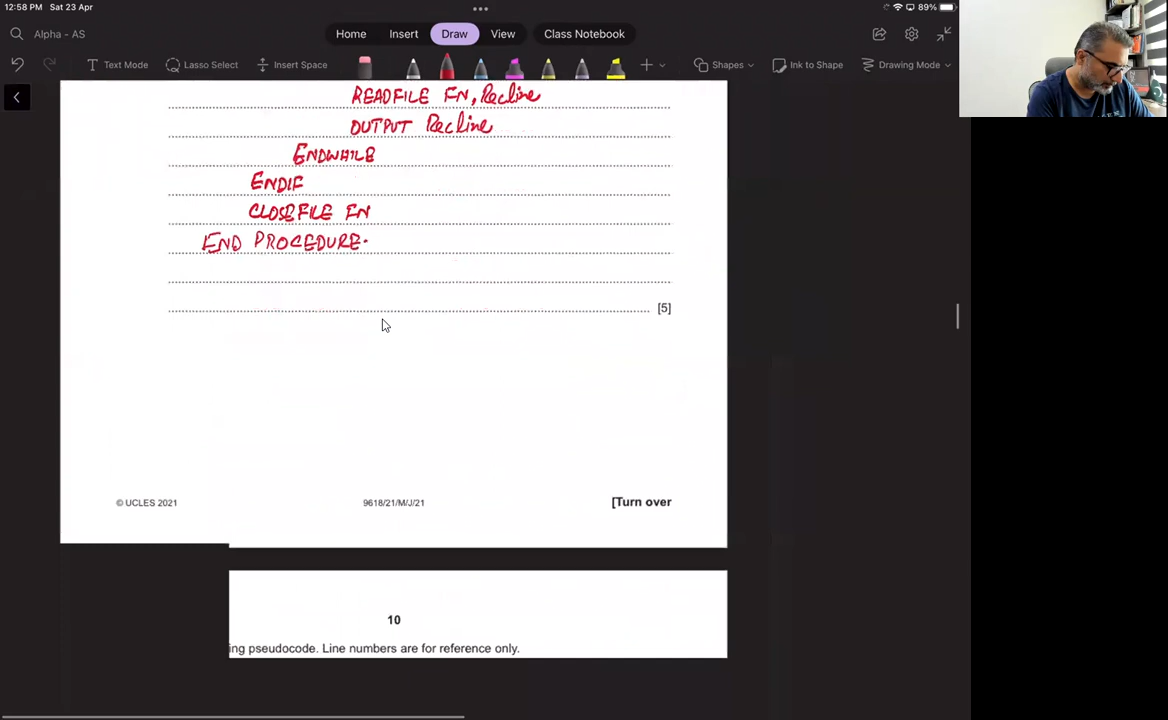 12:58 PM Sat 23 Apr
89%
Alpha - AS
Home Insert Draw View Class Notebook
Text Mode Lasso Select Insert Space Shapes Ink to Shape Drawing Mode
READFILE FN, Recline
OUTPUT Recline
ENDWHILE
ENDIF
CLOSEFILE FN
END PROCEDURE.
[5]
© UCLES 2021 9618/21/M/J/21 [Turn over
10
ing pseudocode. Line numbers are for reference only.